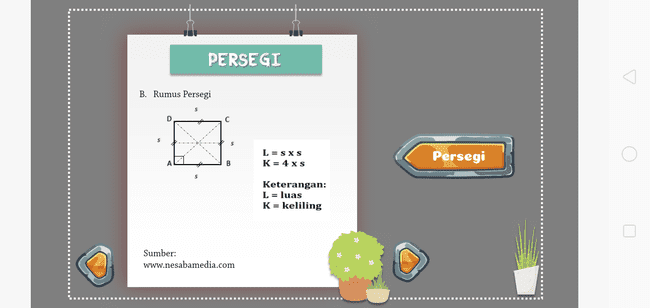 PERSEGI
B. Rumus Persegi
s
D C
s s
A B
s
L = s x s
K = 4 x s
Keterangan:
L = luas
K = keliling
Persegi
Sumber:
www.nesabamedia.com